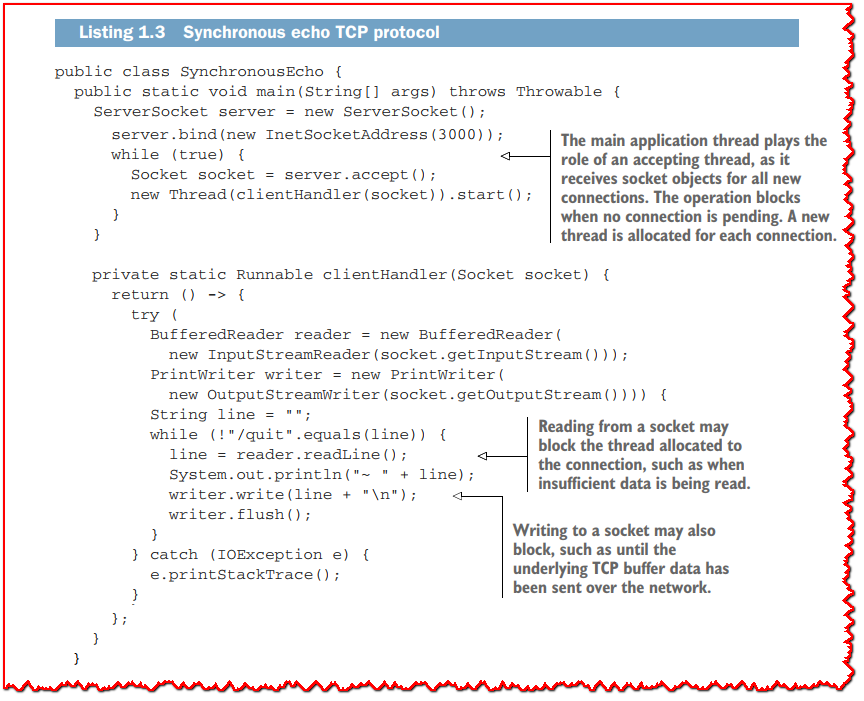 Listing 1.3 Synchronous echo TCP protocol
public class SynchronousEcho {
public static void main(String[] args) throws Throwable {
ServerSocket server = new ServerSocket();
server.bind(new InetSocketAddress(3000));
while (true) {
Socket socket = server.accept();
new Thread(clientHandler(socket)).start();
}
}
The main application thread plays the
role of an accepting thread, as it
receives socket objects for all new
connections. The operation blocks
when no connection is pending. A new
thread is allocated for each connection.
private static Runnable clientHandler(Socket socket) {
return () -> {
try (
BufferedReader reader = new BufferedReader(
new InputStreamReader(socket.getInputStream()));
PrintWriter writer = new PrintWriter(
new OutputStreamWriter(socket.getOutputStream()))) {
String line = "";
while (!"/quit".equals(line)) {
line = reader.readLine();
System.out.println("~ " + line);
writer.write(line + "\n");
writer.flush();
}
} catch (IOException e) {
e.printStackTrace();
}
};
}
}
Reading from a socket may
block the thread allocated to
the connection, such as when
insufficient data is being read.
Writing to a socket may also
block, such as until the
underlying TCP buffer data has
been sent over the network.